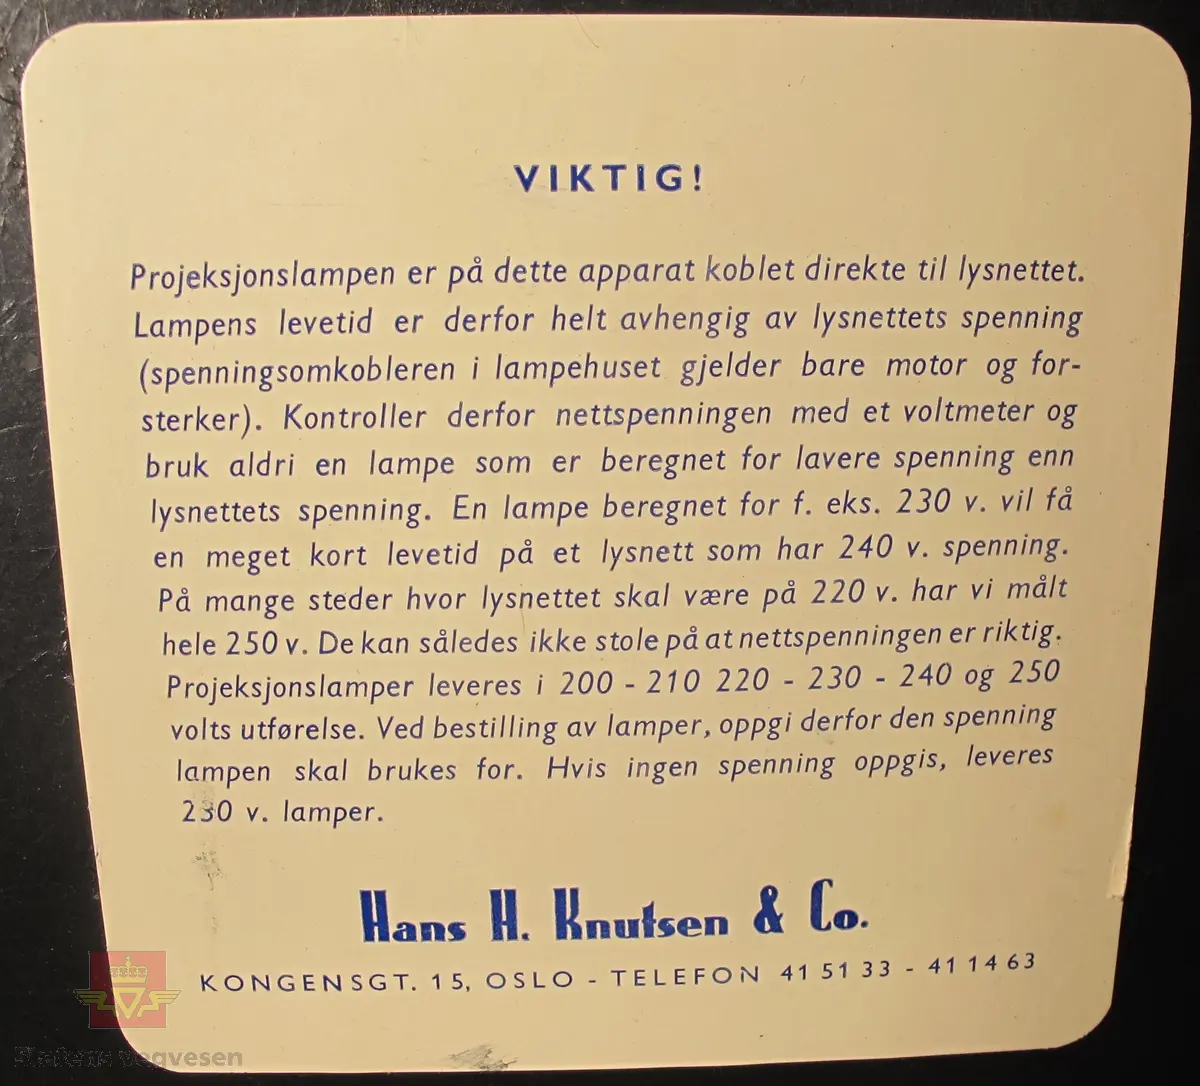 VIKTIG!
Projeksjonslampen er på dette apparat koblet direkte til lysnettet.
Lampens levetid er derfor helt avhengig av lysnettets spenning
(spenningsomkobleren i lampehuset gjelder bare motor og for-
sterker). Kontroller derfor nettspenningen med et voltmeter og
bruk aldri en lampe som er beregnet for lavere spenning enn
lysnettets spenning. En lampe beregnet for f. eks. 230 v. vil få
en meget kort levetid på et lysnett som har 240 v. spenning.
På mange steder hvor lysnettet skal være på 220 v. har vi målt
hele 250 v. De kan således ikke stole på at nettspenningen er riktig.
Projeksjonslamper leveres i 200 - 210 220 - 230 - 240 og 250
volts utførelse. Ved bestilling av lamper, oppgi derfor den spenning
lampen skal brukes for. Hvis ingen spenning oppgis, leveres
230 v. lamper.
Hans H. Knutsen & Co.
KONGENSGT. 15, OSLO - TELEFON 41 51 33 - 41 14 63
Statens vegvesen